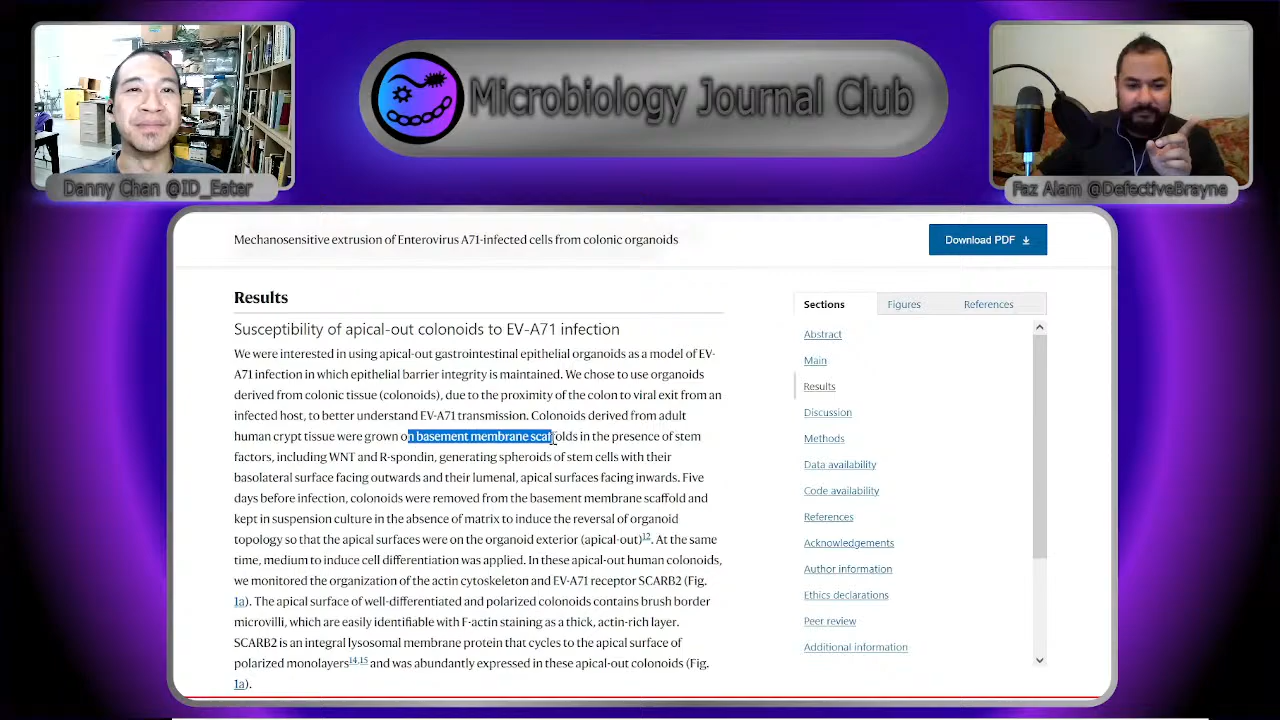 Microbiology Journal Club
Danny Chan @ID_Eater
Faz Alam @DefectiveBrayne
Mechanosensitive extrusion of Enterovirus A71-infected cells from colonic organoids
Download PDF
Results
Susceptibility of apical-out colonoids to EV-A71 infection
We were interested in using apical-out gastrointestinal epithelial organoids as a model of EV-
A71 infection in which epithelial barrier integrity is maintained. We chose to use organoids
derived from colonic tissue (colonoids), due to the proximity of the colon to viral exit from an
infected host, to better understand EV-A71 transmission. Colonoids derived from adult
human crypt tissue were grown on basement membrane scaffolds in the presence of stem
factors, including WNT and R-spondin, generating spheroids of stem cells with their
basolateral surface facing outwards and their lumenal, apical surfaces facing inwards. Five
days before infection, colonoids were removed from the basement membrane scaffold and
kept in suspension culture in the absence of matrix to induce the reversal of organoid
topology so that the apical surfaces were on the organoid exterior (apical-out)12. At the same
time, medium to induce cell differentiation was applied. In these apical-out human colonoids,
we monitored the organization of the actin cytoskeleton and EV-A71 receptor SCARB2 (Fig.
1a). The apical surface of well-differentiated and polarized colonoids contains brush border
microvilli, which are easily identifiable with F-actin staining as a thick, actin-rich layer.
SCARB2 is an integral lysosomal membrane protein that cycles to the apical surface of
polarized monolayers14,15 and was abundantly expressed in these apical-out colonoids (Fig.
1a).
Sections
Figures
References
Abstract
Main
Results
Discussion
Methods
Data availability
Code availability
References
Acknowledgements
Author information
Ethics declarations
Peer review
Additional information